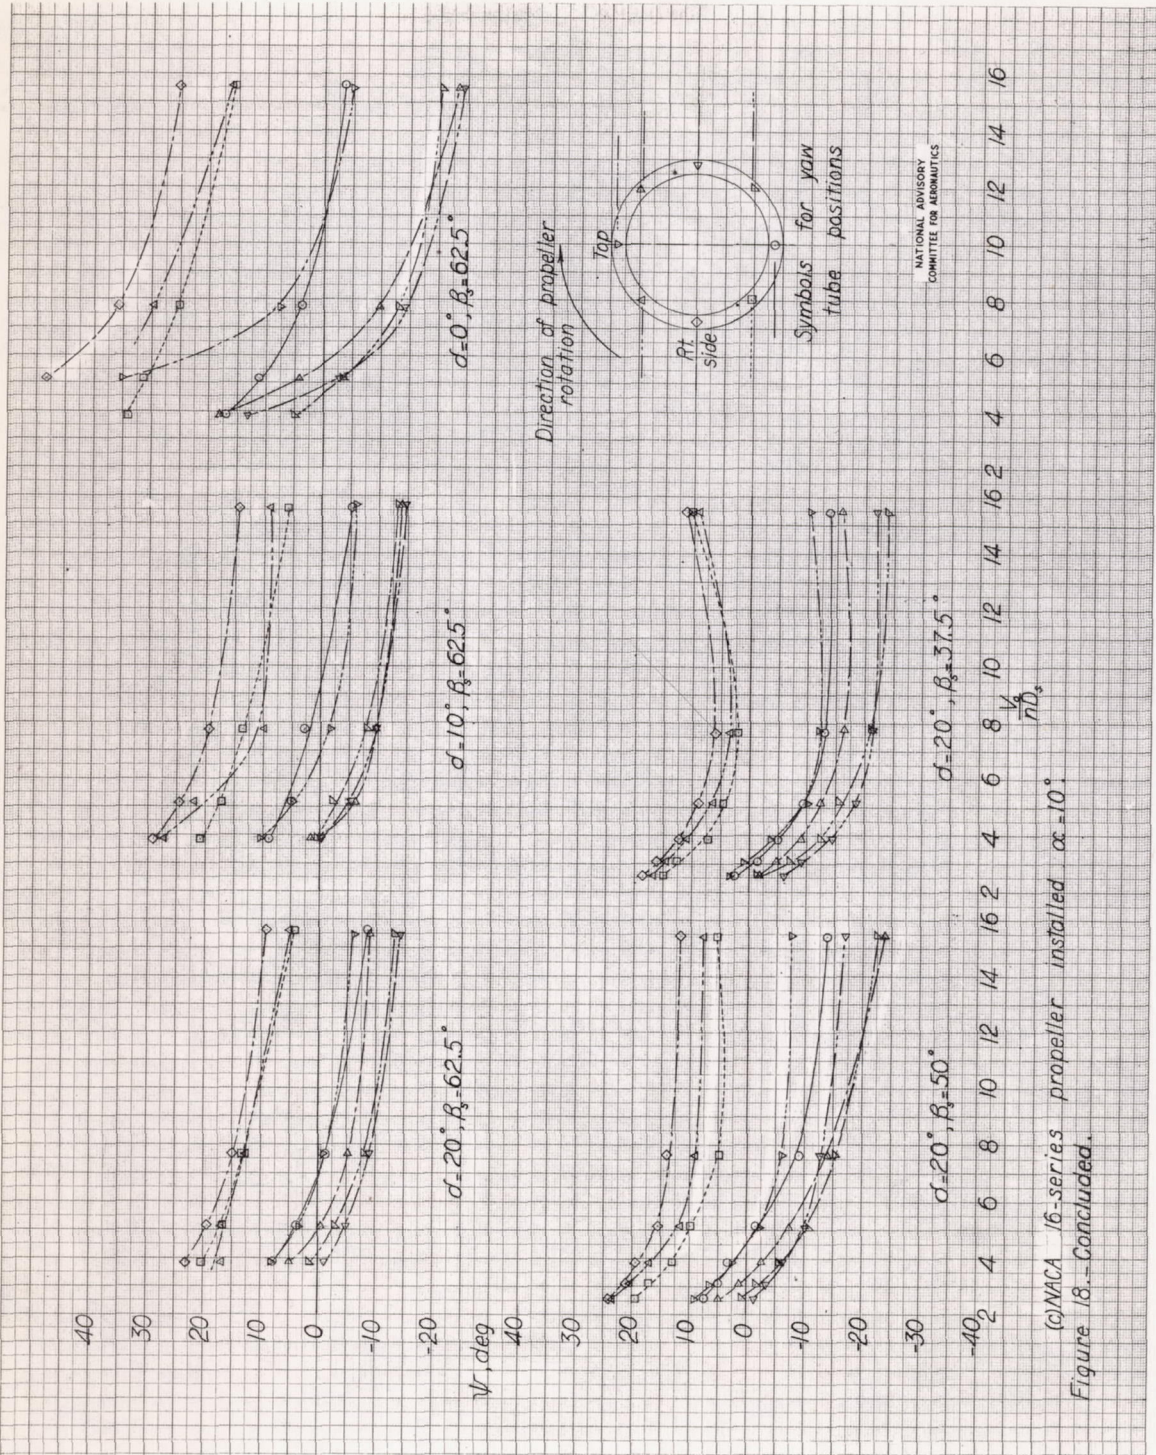 40
30
20
10
0
-10
-20
ψ, deg
d=20°, βs=62.5°
d=10°, βs=62.5°
d=0°, βs=62.5°
Direction of propeller
rotation
Top
Rt.
side
Symbols for yaw
tube positions
40
30
20
10
0
-10
-20
-30
-40
d=20°, βs=50°
d=20°, βs=37.5°
2 4 6 8 10 12 14 16 2 4 6 8 10 12 14 16 2 4 6 8 10 12 14 16
nDs
NATIONAL ADVISORY
COMMITTEE FOR AERONAUTICS
(c) NACA 16-series propeller installed. α=10°.
Figure 18.- Concluded.